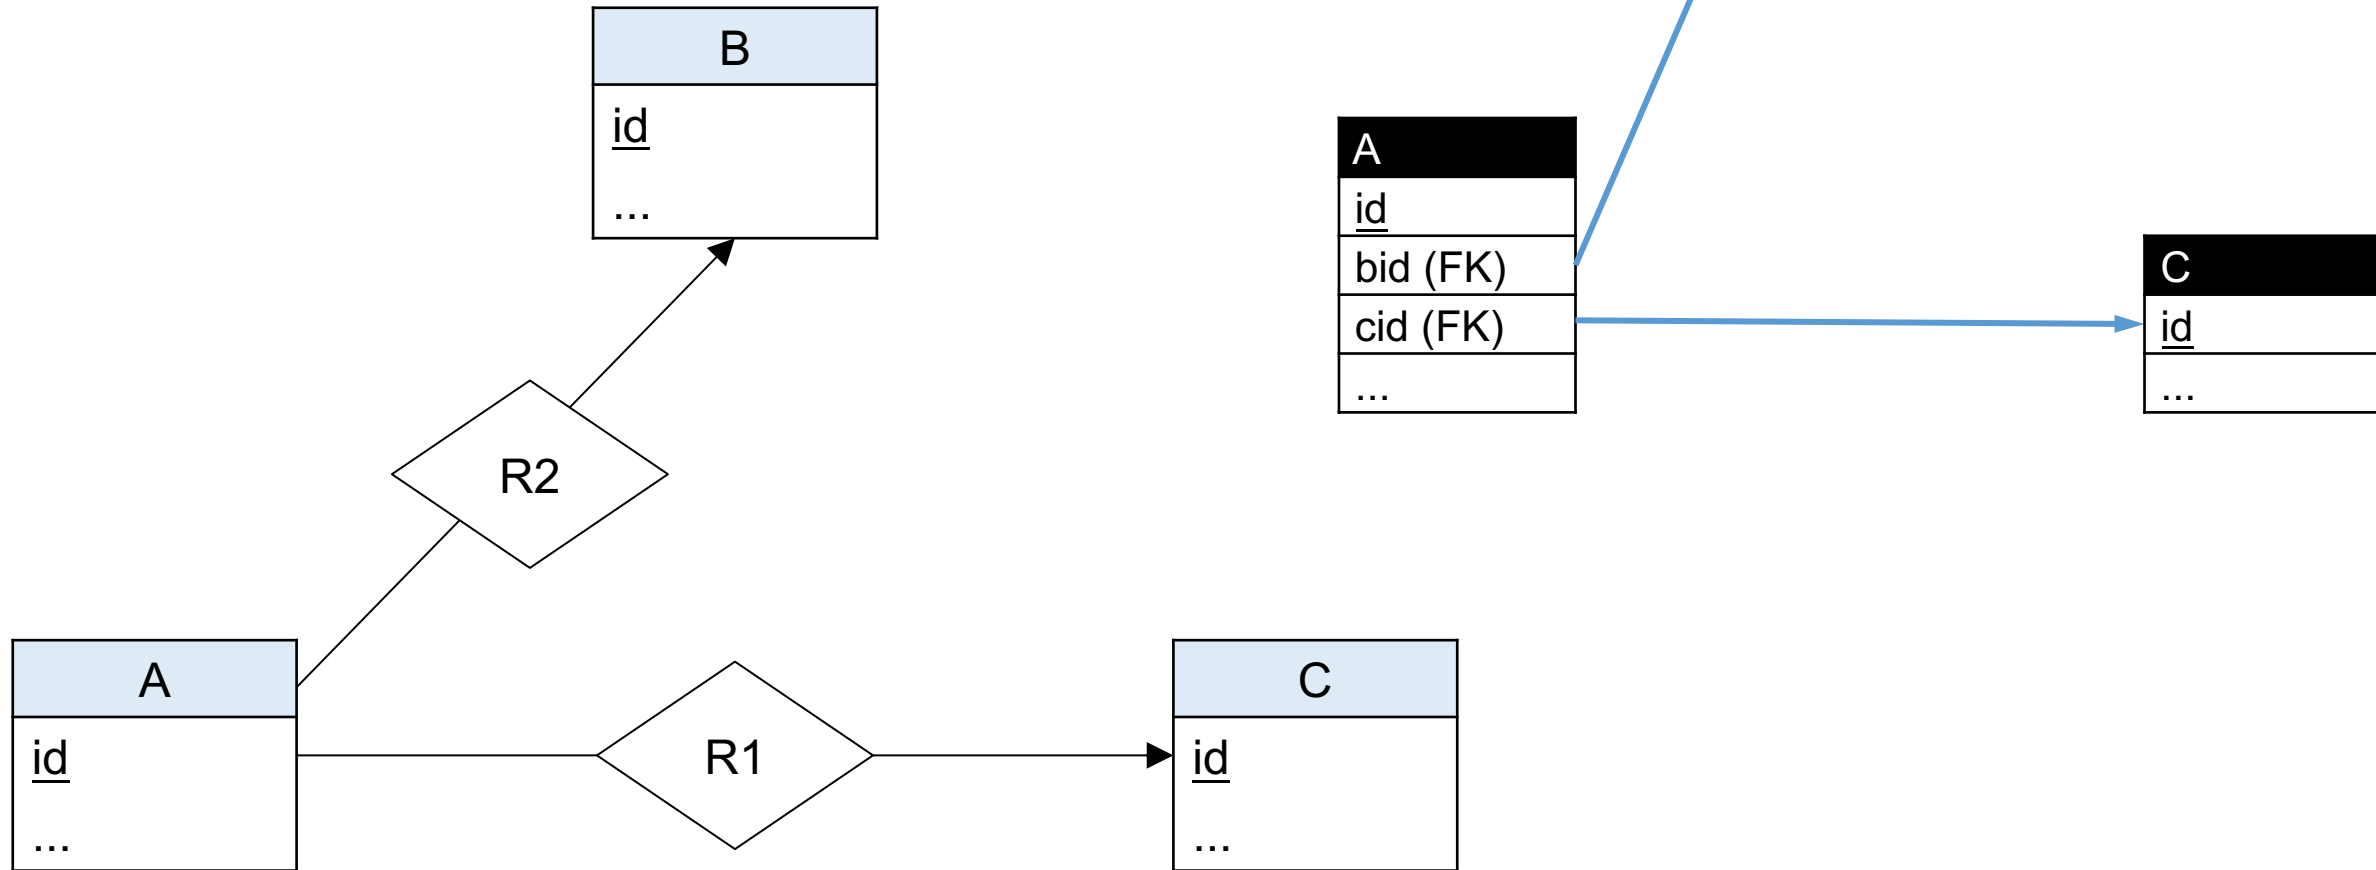 B
id
...
R2
A
id
...
R1
C
id
...
A
id
bid (FK)
cid (FK)
...
C
id
...